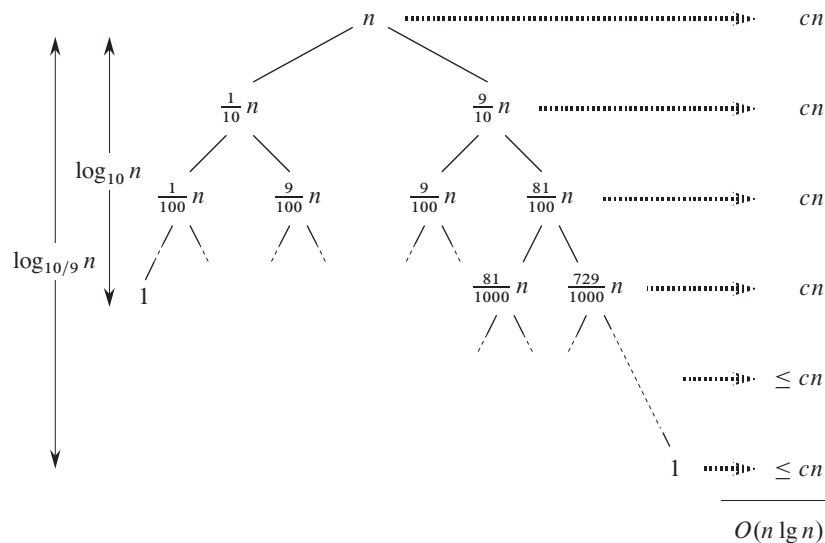 n cn
1/10 n 9/10 n cn
log₁₀ n
1/100 n 9/100 n 9/100 n 81/100 n cn
log₁₀/₉ n
1 81/1000 n 729/1000 n cn
≤ cn
1 ≤ cn
O(n lg n)